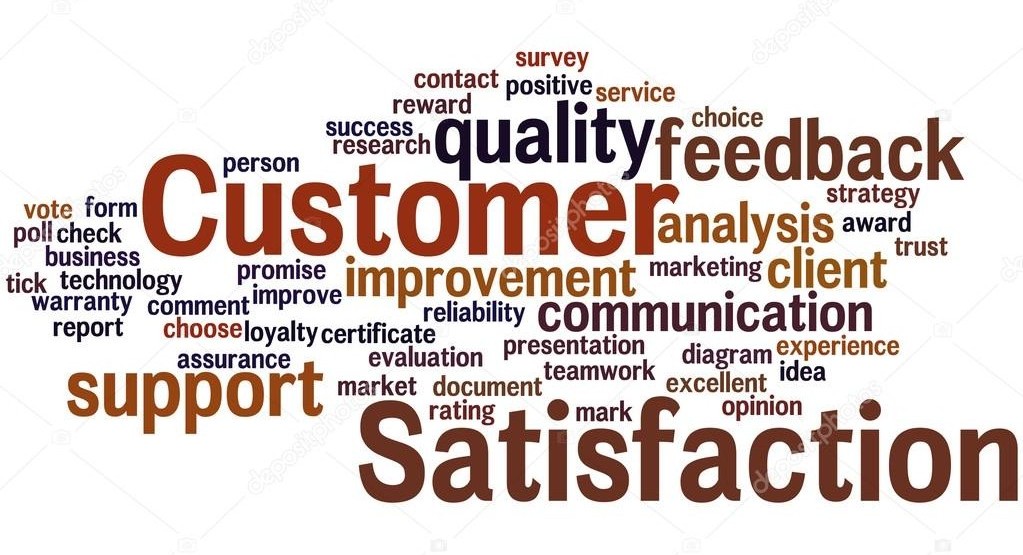 survey
contact positive service
reward
choice
success
research quality feedback
person
Customer
strategy
vote form
analysis award
poll check
trust
business
promise improvement marketing client
tick technology
improve
warranty comment
reliability communication
report choose loyalty certificate
presentation diagram experience
assurance evaluation
teamwork idea
support market document excellent
rating mark opinion
Satisfaction
depositphotos